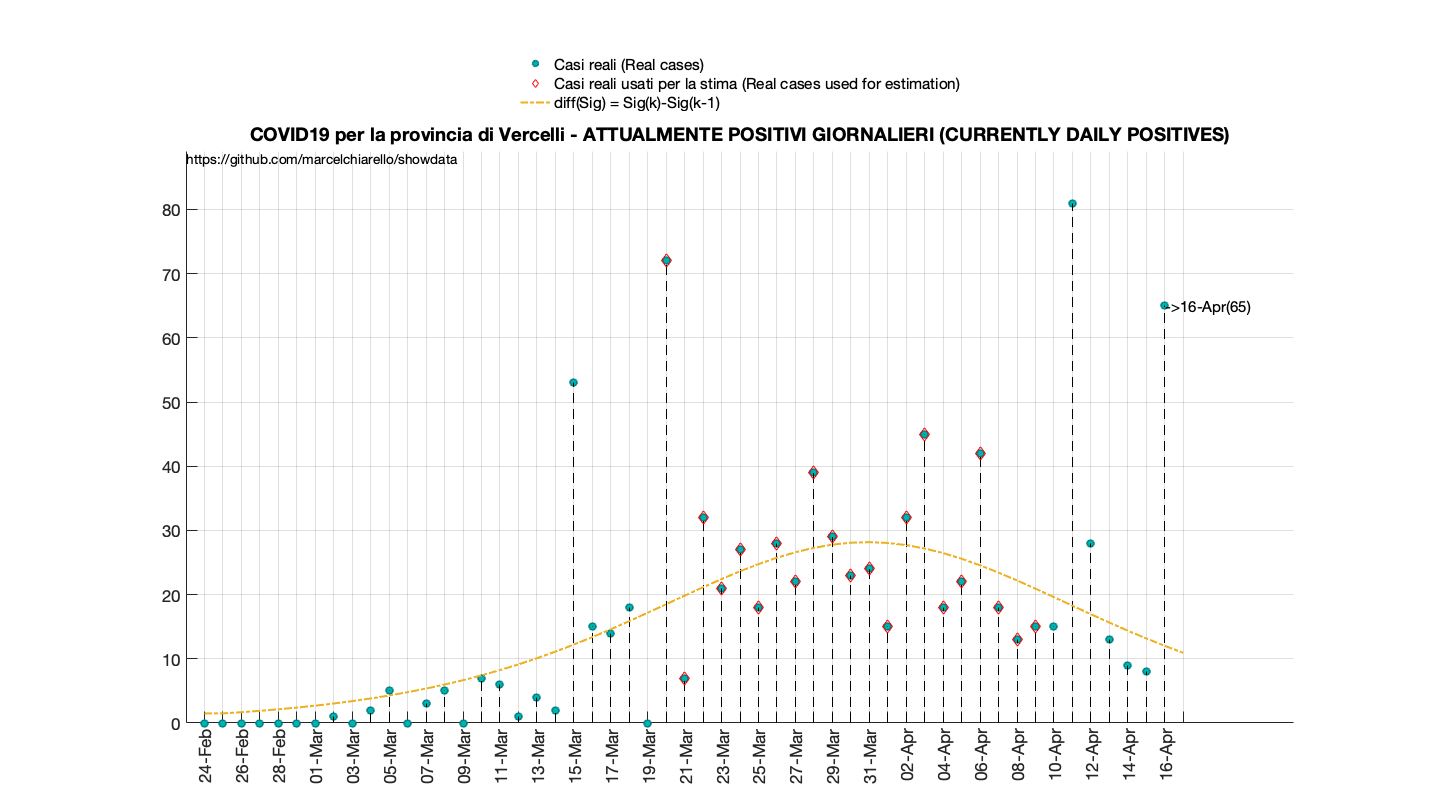 Casi reali (Real cases)
Casi reali usati per la stima (Real cases used for estimation)
diff(Sig) = Sig(k)-Sig(k-1)
COVID19 per la provincia di Vercelli - ATTUALMENTE POSITIVI GIORNALIERI (CURRENTLY DAILY POSITIVES)
https://github.com/marcelchiarello/showdata
80
70
60
50
40
30
20
10
0
->16-Apr(65)
24-Feb
26-Feb
28-Feb
01-Mar
03-Mar
05-Mar
07-Mar
09-Mar
11-Mar
13-Mar
15-Mar
17-Mar
19-Mar
21-Mar
23-Mar
25-Mar
27-Mar
29-Mar
31-Mar
02-Apr
04-Apr
06-Apr
08-Apr
10-Apr
12-Apr
14-Apr
16-Apr